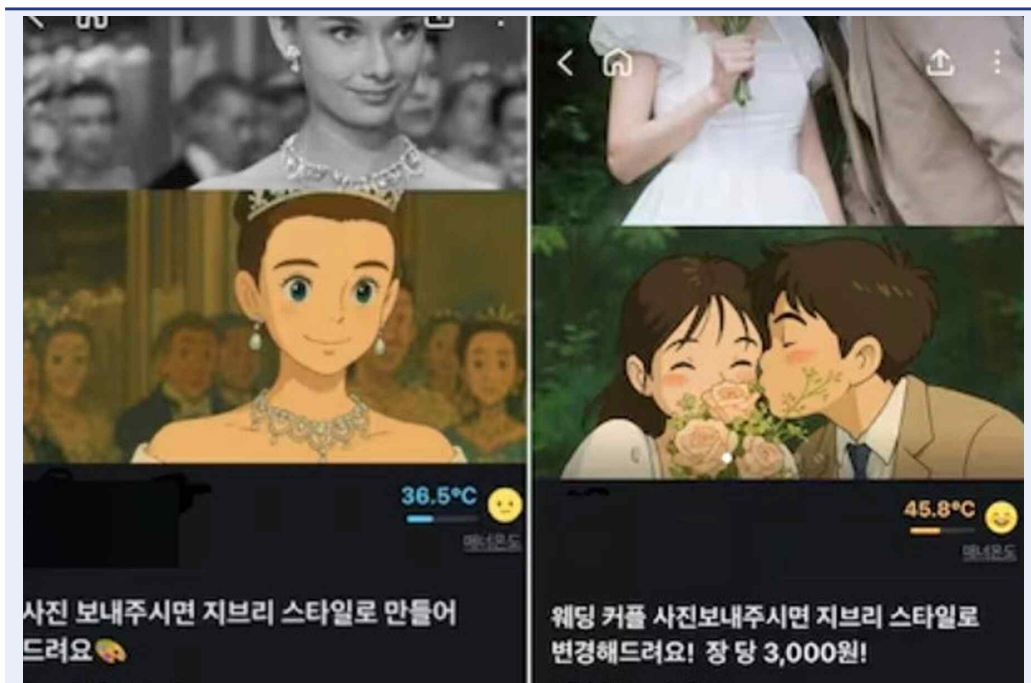 36.5°C
매너온도
사진 보내주시면 지브리 스타일로 만들어
드려요
45.8°C
매너온도
웨딩 커플 사진보내주시면 지브리 스타일로
변경해드려요! 장 당 3,000원!